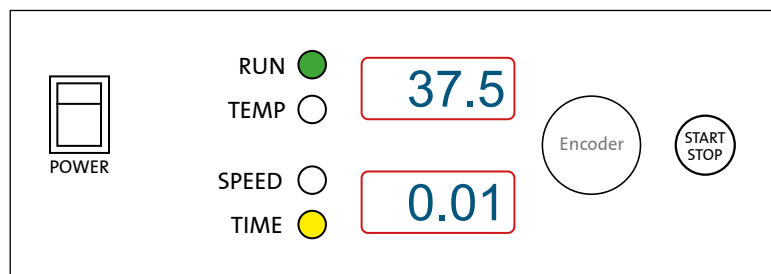 POWER
RUN
TEMP
37.5
SPEED
TIME
0.01
Encoder
START
STOP